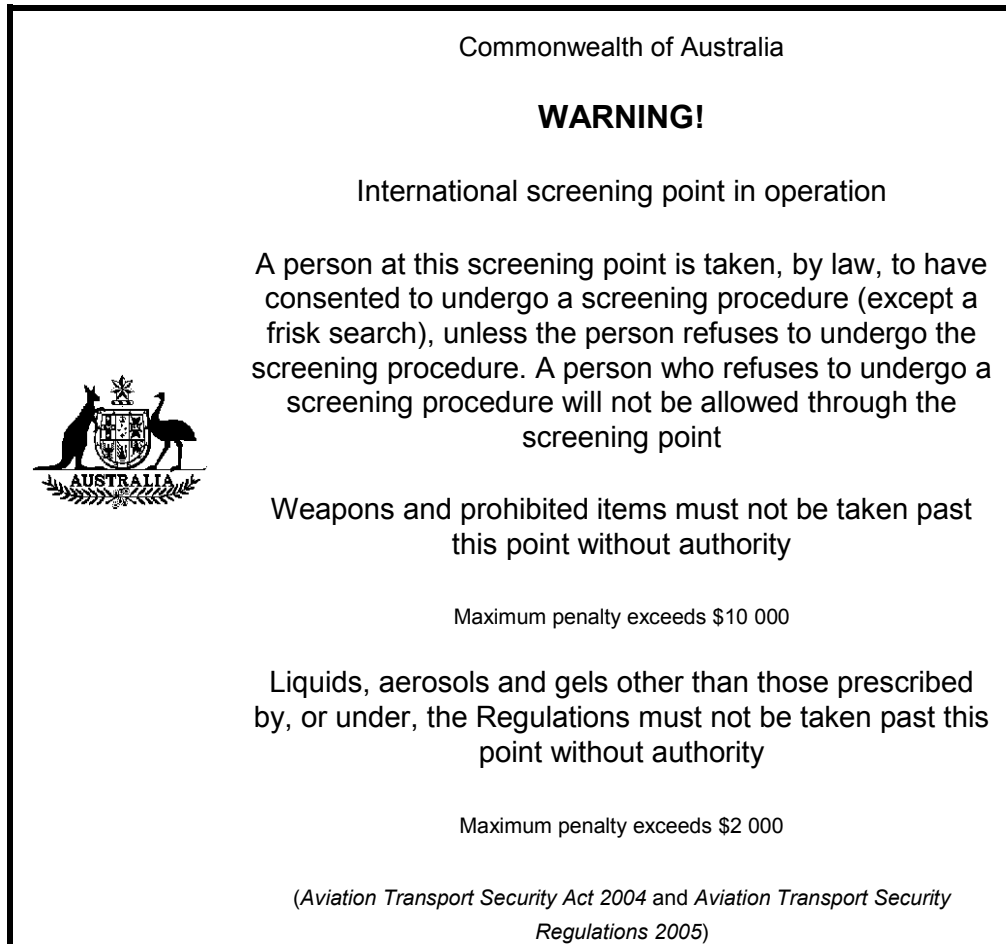 Commonwealth of Australia
WARNING!
International screening point in operation
A person at this screening point is taken, by law, to have
consented to undergo a screening procedure (except a
frisk search), unless the person refuses to undergo the
screening procedure. A person who refuses to undergo a
screening procedure will not be allowed through the
screening point
AUSTRALIA
Weapons and prohibited items must not be taken past
this point without authority
Maximum penalty exceeds $10 000
Liquids, aerosols and gels other than those prescribed
by, or under, the Regulations must not be taken past this
point without authority
Maximum penalty exceeds $2 000
(Aviation Transport Security Act 2004 and Aviation Transport Security
Regulations 2005)